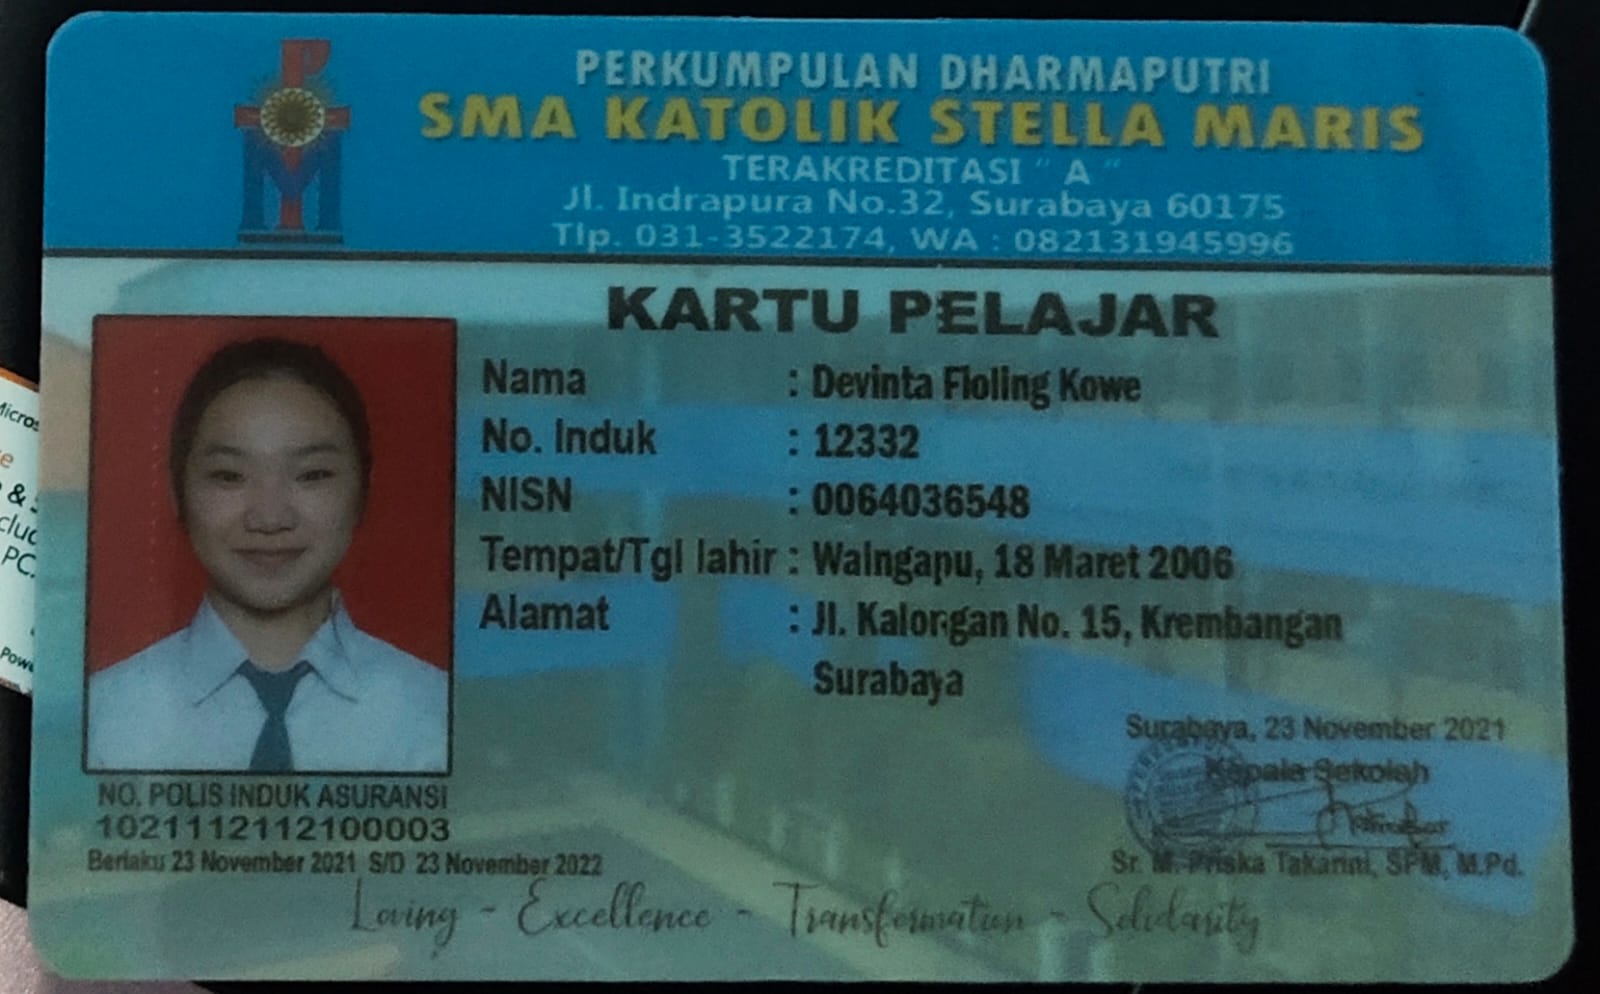 PERKUMPULAN DHARMAPUTRI
SMA KATOLIK STELLA MARIS
TERAKREDITASI " A "
Jl. Indrapura No.32, Surabaya 60175
Tlp. 031-3522174, WA : 082131945996
KARTU PELAJAR
Nama : Devinta Floling Kowe
No. Induk : 12332
NISN : 0064036548
Tempat/Tgl lahir : Waingapu, 18 Maret 2006
Alamat : Jl. Kalongan No. 15, Krembangan
Surabaya
Surabaya, 23 November 2021
Kepala Sekolah
Sr. M. Priska Takarini, SPM, M.Pd.
NO. POLIS INDUK ASURANSI
1021112112100003
Berlaku 23 November 2021 S/D 23 November 2022
Loving - Excellence - Transformation - Solidarity